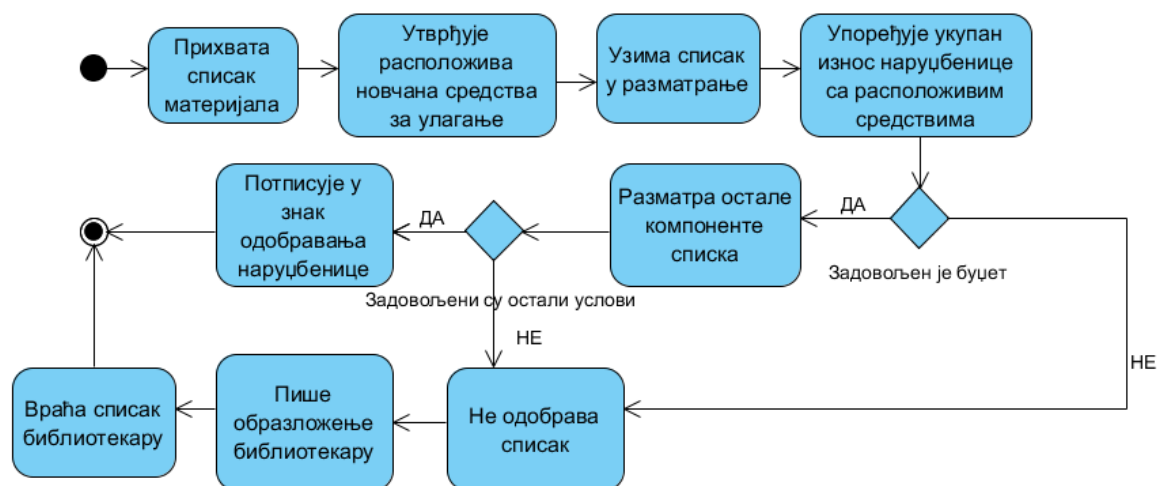 Прихвата
списак
материјала
Утврђује
расположива
новчана средства
за улагање
Узима списак
у разматрање
Упоређује укупан
износ наруџбенице
са расположивим
средствима
Задовољен је буџет
ДА
НЕ
Разматра остале
компоненте
списка
Задовољени су остали услови
ДА
НЕ
Потписује у
знак
одобравања
наруџбенице
Не одобрава
списак
Пише
образложење
библиотекару
Враћа списак
библиотекару